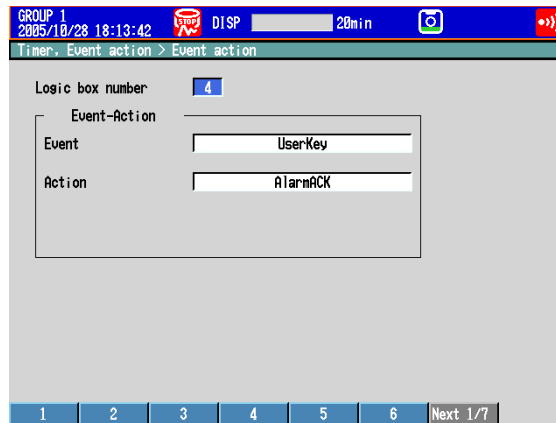 GROUP 1
2005/10/28 18:13:42 STOP DISP 20min
Timer, Event action > Event action
Logic box number 4
Event-Action
Event UserKey
Action AlarmACK
1 2 3 4 5 6 Next 1/7